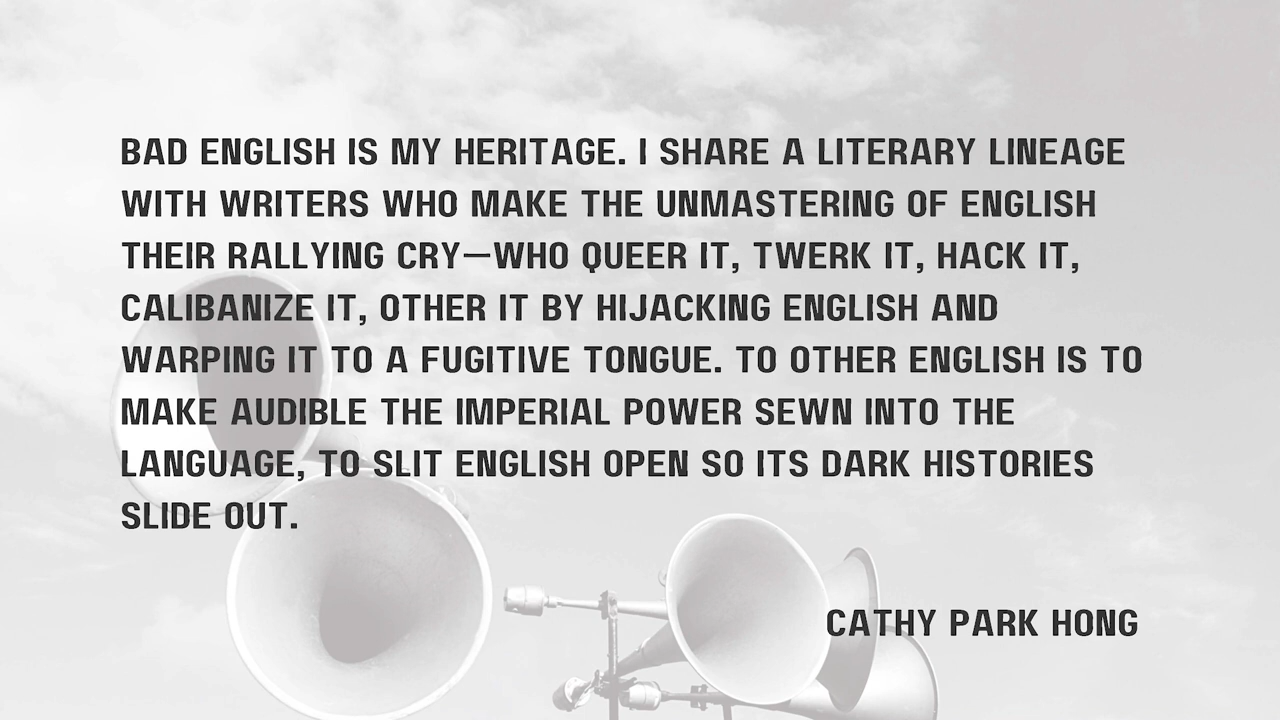 BAD ENGLISH IS MY HERITAGE. I SHARE A LITERARY LINEAGE
WITH WRITERS WHO MAKE THE UNMASTERING OF ENGLISH
THEIR RALLYING CRY—WHO QUEER IT, TWERK IT, HACK IT,
CALIBANIZE IT, OTHER IT BY HIJACKING ENGLISH AND
WARPING IT TO A FUGITIVE TONGUE. TO OTHER ENGLISH IS TO
MAKE AUDIBLE THE IMPERIAL POWER SEWN INTO THE
LANGUAGE, TO SLIT ENGLISH OPEN SO ITS DARK HISTORIES
SLIDE OUT.
CATHY PARK HONG